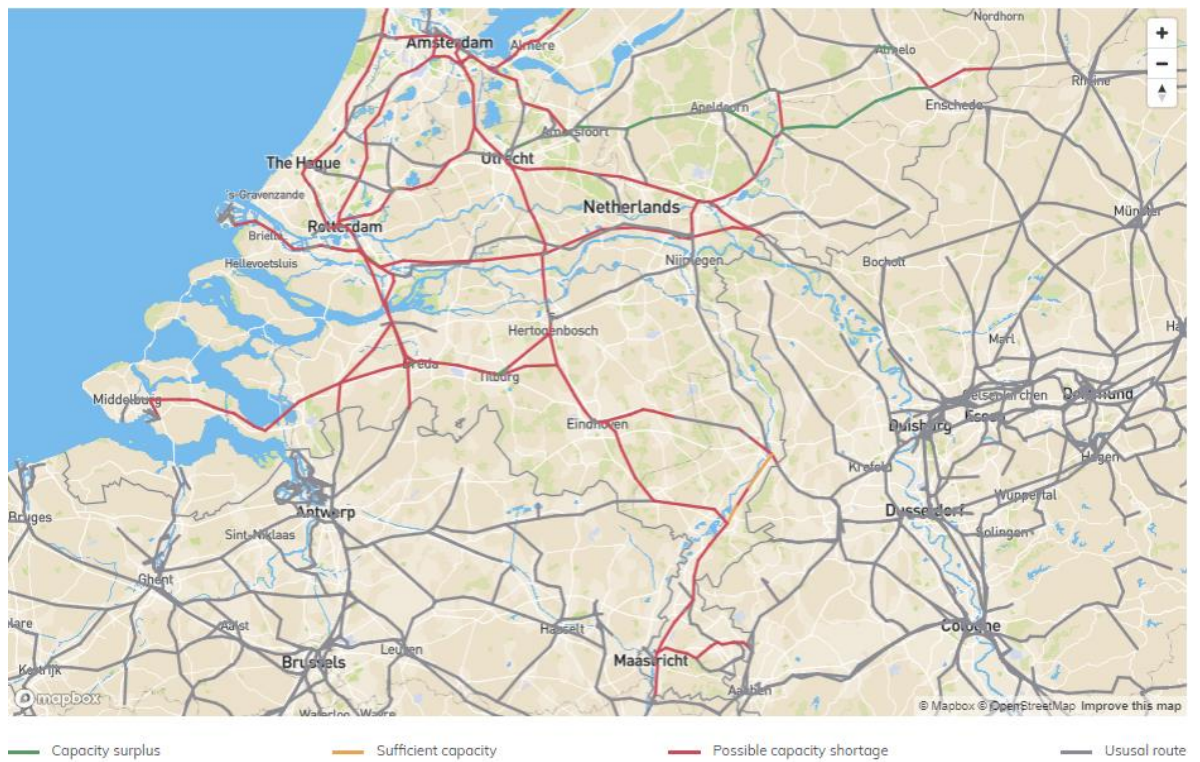 Nordhorn
Amsterdam
Almere
Almelo
Rheine
Apeldoorn
Enschede
Amersfoort
Utrecht
The Hague
's-Gravenzande
Netherlands
Rotterdam
Brielle
Hellevoetsluis
Nijmegen
Bocholt
Hertogenbosch
Marl
Breda
Tilburg
Middelburg
Gelsenkirchen
Dortmund
Essen
Eindhoven
Duisburg
Hagen
Krefeld
Wuppertal
Bruges
Antwerp
Dusseldorf
Sint-Niklaas
Solingen
Ghent
elare
Aalst
Hasselt
Cologne
Leuven
Brussels
Maastricht
Kortrijk
Aachen
mapbox
Waterloo
Wavre
© Mapbox © OpenStreetMap Improve this map
Capacity surplus
Sufficient capacity
Possible capacity shortage
Ususal route